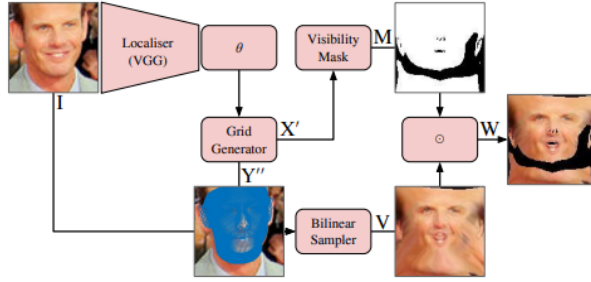 Localiser
(VGG)
θ
Visibility
Mask
M
I
Grid
Generator
X′
⊙
W
Y′′
Bilinear
Sampler
V